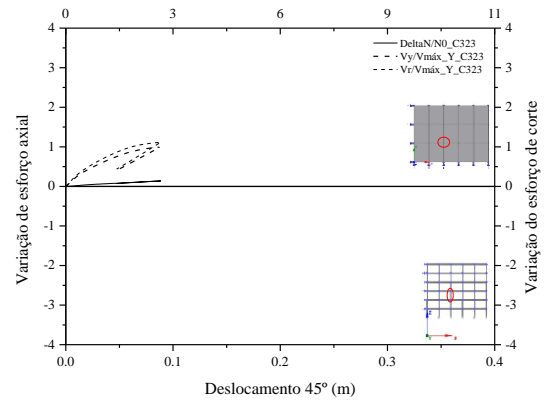 0 3 6 9 11
DeltaN/N0_C323
Vy/Vmáx_Y_C323
Vr/Vmáx_Y_C323
Variação de esforço axial
4 4
3 3
2 2
1 1
0 0
-1 -1
-2 -2
-3 -3
-4 -4
Variação do esforço de corte
0.0 0.1 0.2 0.3 0.4
Deslocamento 45º (m)